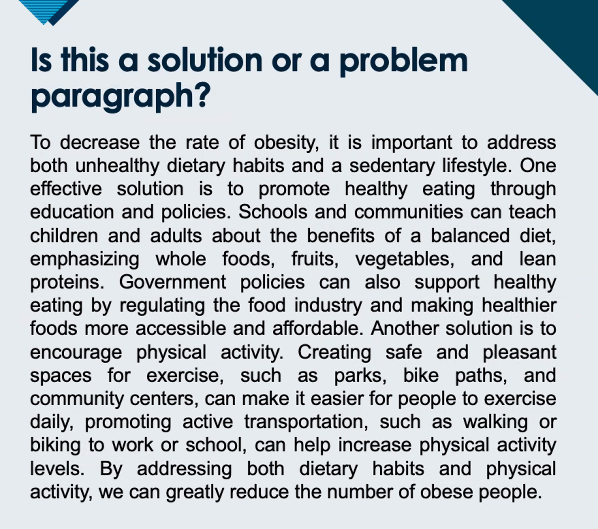 Is this a solution or a problem
paragraph?
To decrease the rate of obesity, it is important to address
both unhealthy dietary habits and a sedentary lifestyle. One
effective solution is to promote healthy eating through
education and policies. Schools and communities can teach
children and adults about the benefits of a balanced diet,
emphasizing whole foods, fruits, vegetables, and lean
proteins. Government policies can also support healthy
eating by regulating the food industry and making healthier
foods more accessible and affordable. Another solution is to
encourage physical activity. Creating safe and pleasant
spaces for exercise, such as parks, bike paths, and
community centers, can make it easier for people to exercise
daily, promoting active transportation, such as walking or
biking to work or school, can help increase physical activity
levels. By addressing both dietary habits and physical
activity, we can greatly reduce the number of obese people.